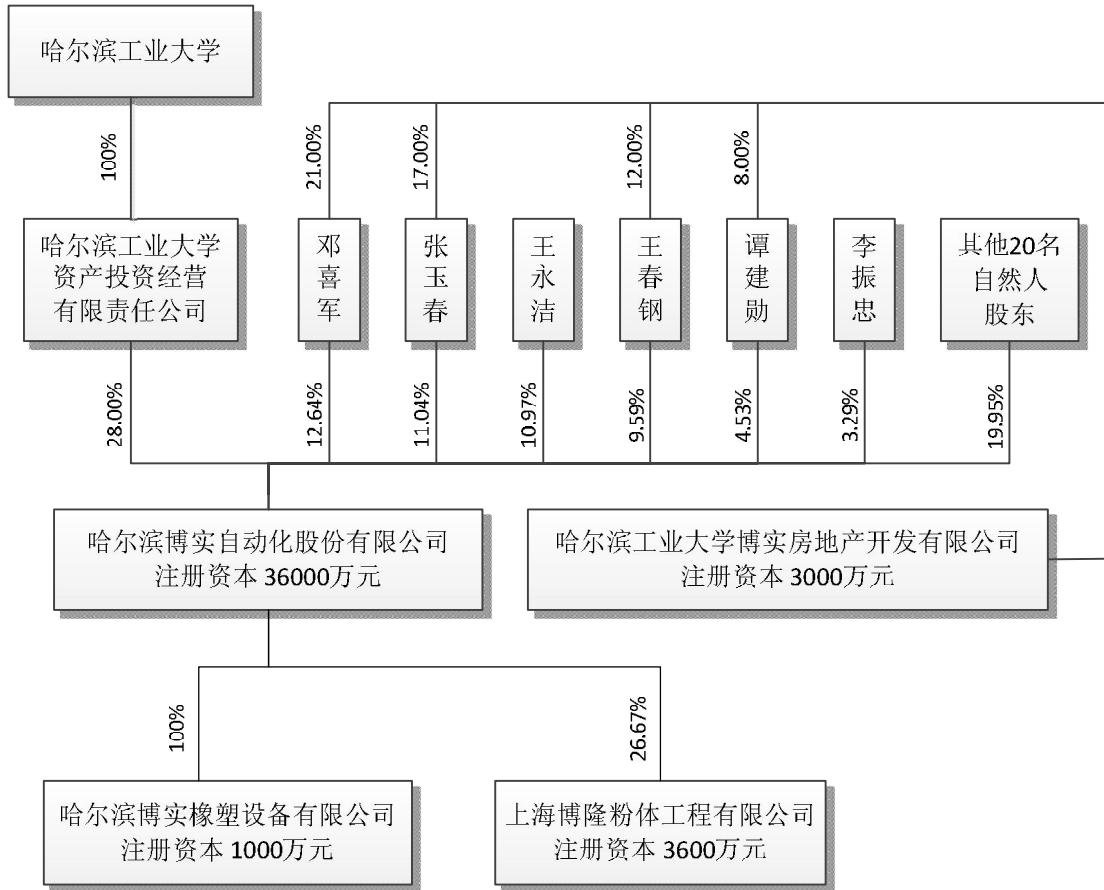 哈尔滨工业大学
100%
21.00%
17.00%
12.00%
8.00%
哈尔滨工业大学
资产投资经营
有限责任公司
邓喜军
张玉春
王永洁
王春钢
谭建勋
李振忠
其他20名
自然人
股东
28.00%
12.64%
11.04%
10.97%
9.59%
4.53%
3.29%
19.95%
哈尔滨博实自动化股份有限公司
注册资本 36000万元
哈尔滨工业大学博实房地产开发有限公司
注册资本 3000万元
100%
26.67%
哈尔滨博实橡塑设备有限公司
注册资本 1000万元
上海博隆粉体工程有限公司
注册资本 3600万元